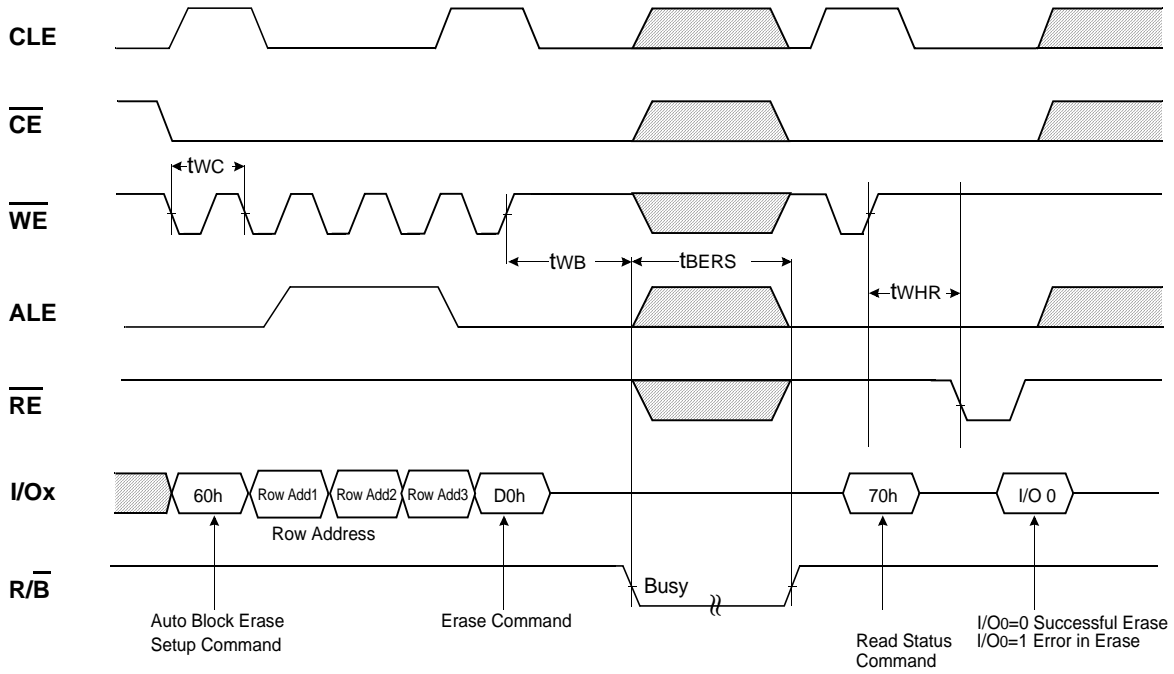 CLE
CE
tWC
WE
tWB
tBERS
tWHR
ALE
RE
I/Ox
60h
Row Add1
Row Add2
Row Add3
D0h
70h
I/O 0
Row Address
R/B
Busy
Auto Block Erase
Setup Command
Erase Command
Read Status
Command
I/O0=0 Successful Erase
I/O0=1 Error in Erase